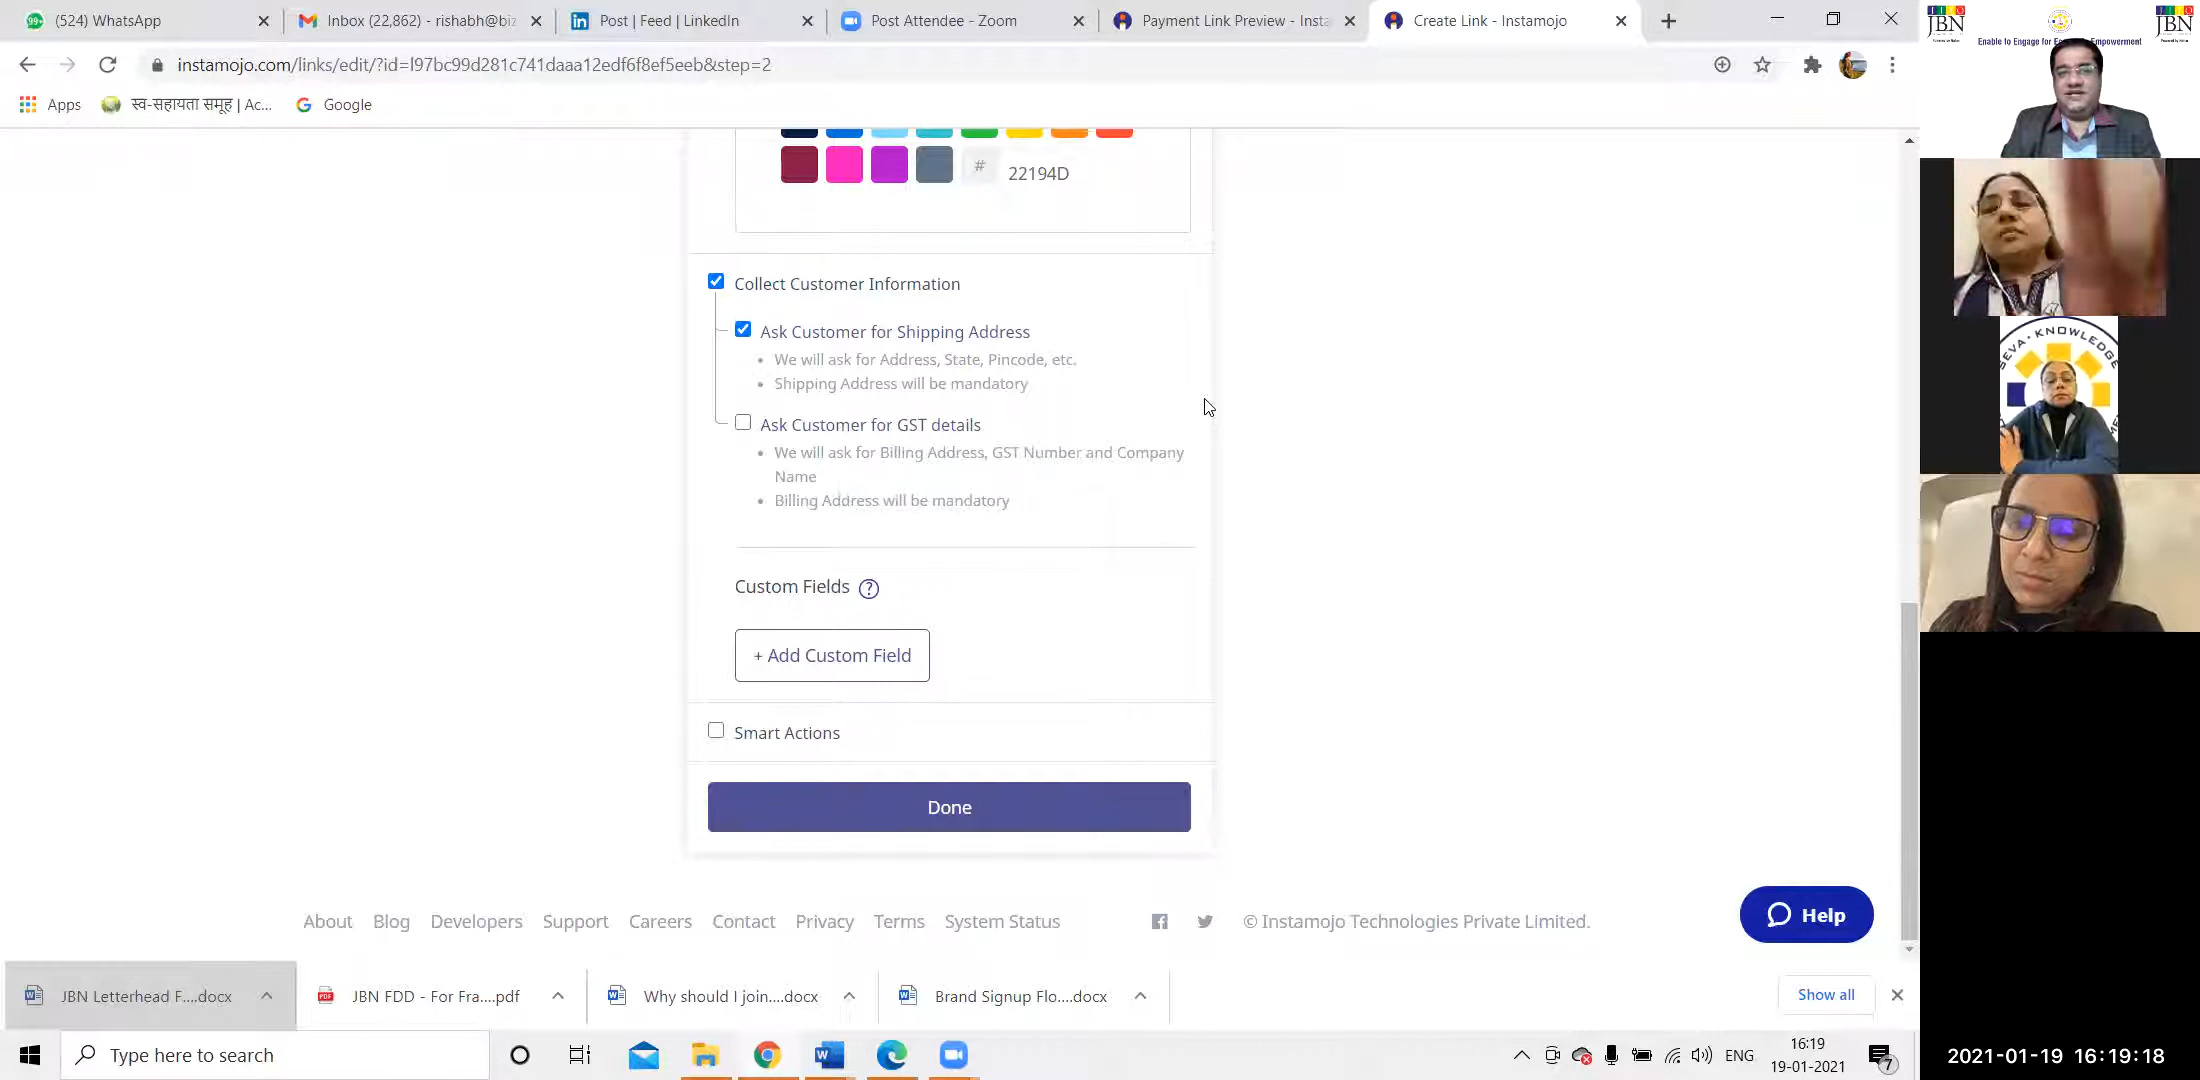 (524) WhatsApp
Inbox (22,862) - rishabh@biz
Post | Feed | LinkedIn
Post Attendee - Zoom
Payment Link Preview - Insta
Create Link - Instamojo
instamojo.com/links/edit/?id=l97bc99d281c741daaa12edf6f8ef5eeb&step=2
Apps
स्व-सहायता समूह | Ac...
Google
# 22194D
Collect Customer Information
Ask Customer for Shipping Address
We will ask for Address, State, Pincode, etc.
Shipping Address will be mandatory
Ask Customer for GST details
We will ask for Billing Address, GST Number and Company
Name
Billing Address will be mandatory
Custom Fields ?
+ Add Custom Field
Smart Actions
Done
About Blog Developers Support Careers Contact Privacy Terms System Status © Instamojo Technologies Private Limited.
Help
JBN Letterhead F....docx
JBN FDD - For Fra....pdf
Why should I join....docx
Brand Signup Flo....docx
Show all
Type here to search
ENG
16:19
19-01-2021
7
JBN
JBN
SEVA · KNOWLEDGE
2021-01-19 16:19:18